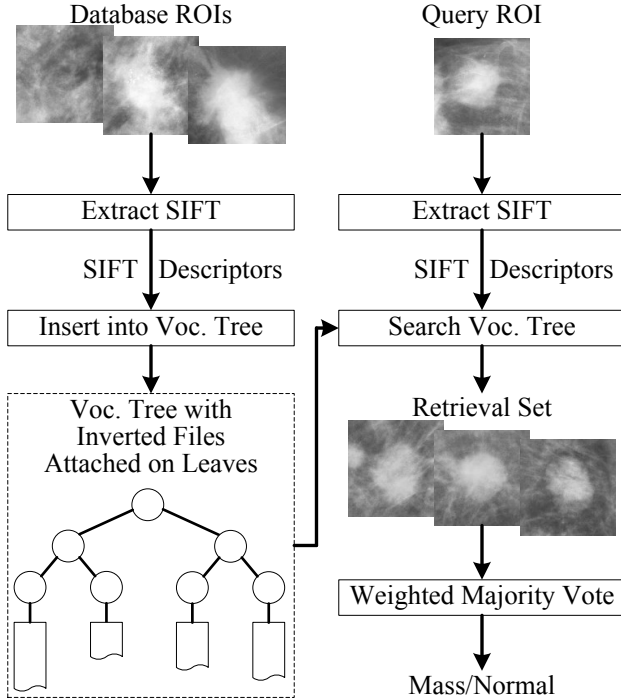 Database ROIs
Extract SIFT
SIFT Descriptors
Insert into Voc. Tree
Voc. Tree with
Inverted Files
Attached on Leaves
Query ROI
Extract SIFT
SIFT Descriptors
Search Voc. Tree
Retrieval Set
Weighted Majority Vote
Mass/Normal